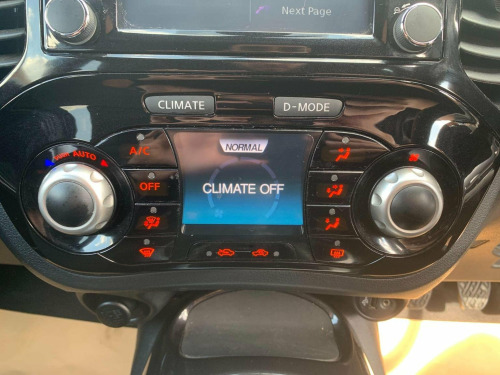 Next Page
CLIMATE
D-MODE
NORMAL
AUTO
A/C
OFF
CLIMATE OFF